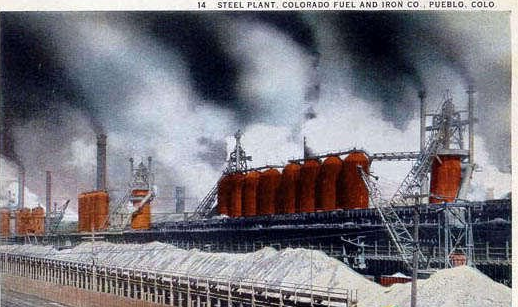 14 STEEL PLANT, COLORADO FUEL AND IRON CO., PUEBLO, COLO